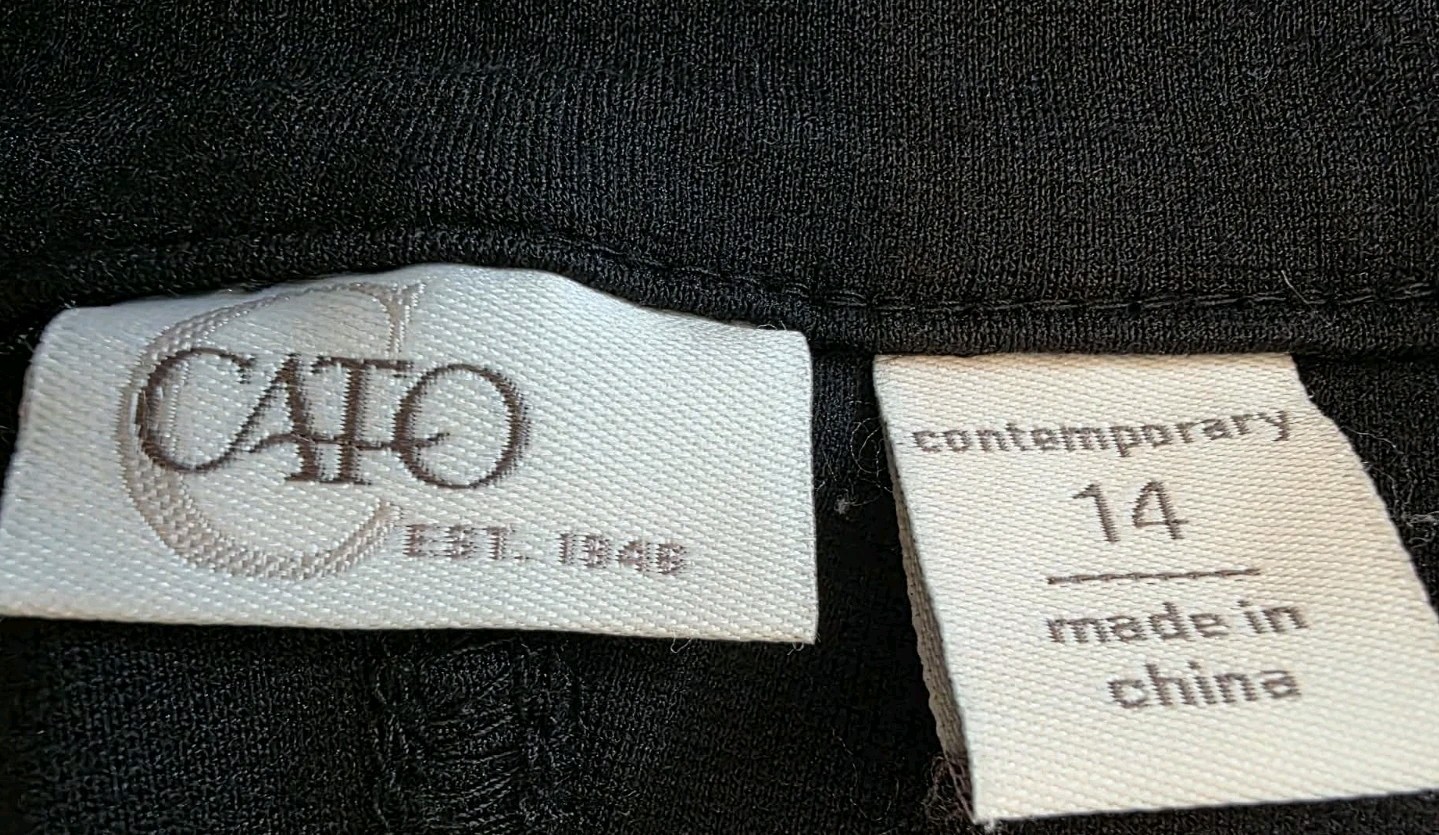 CATO
EST. 1946
contemporary
14
made in
china